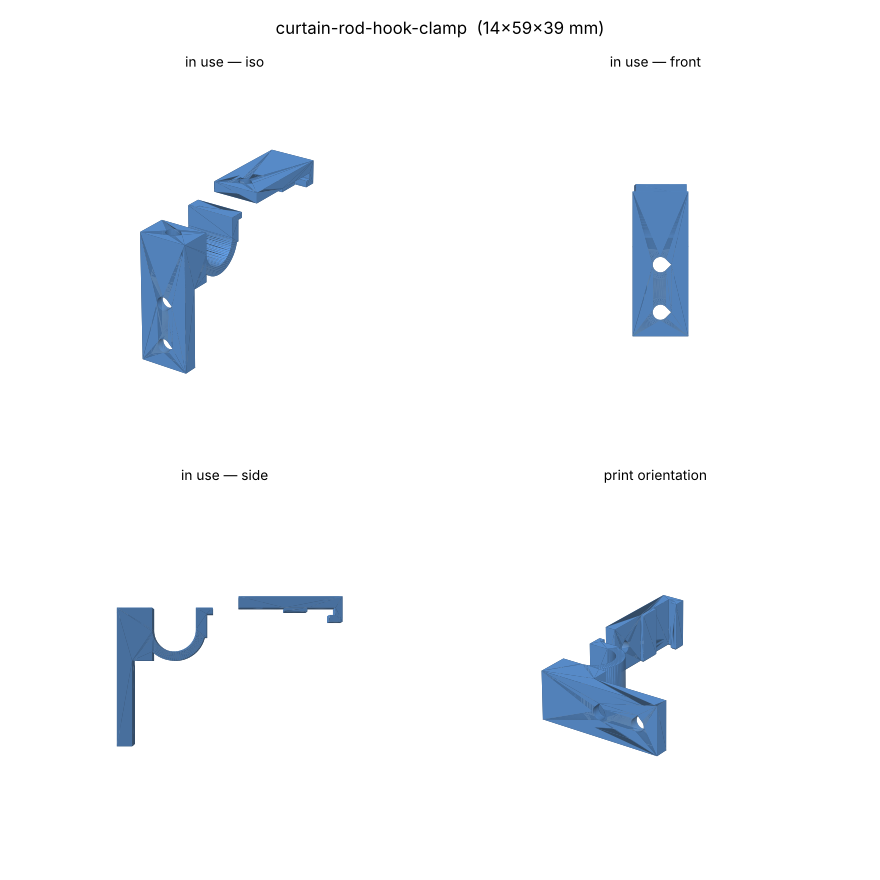 curtain-rod-hook-clamp (14×59×39 mm)
in use — iso
in use — front
in use — side
print orientation